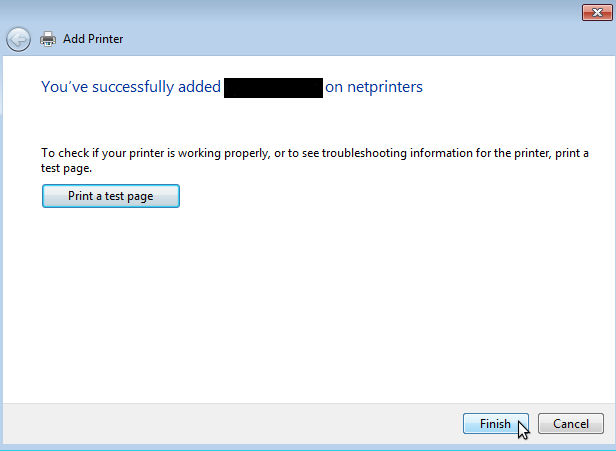 Add Printer
You've successfully added on netprinters
To check if your printer is working properly, or to see troubleshooting information for the printer, print a
test page.
Print a test page
Finish Cancel